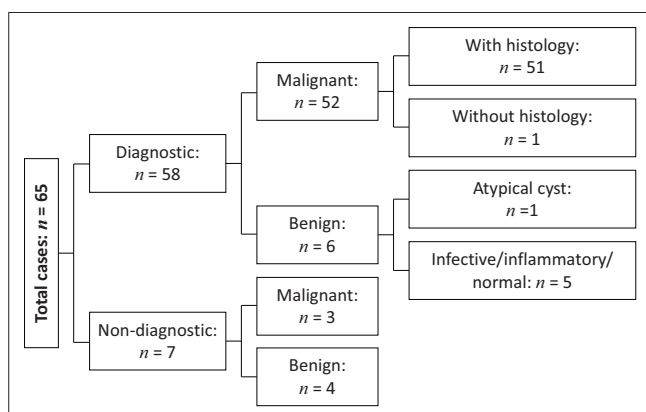 Total cases: n = 65
Diagnostic:
n = 58
Malignant:
n = 52
With histology:
n = 51
Without histology:
n = 1
Benign:
n = 6
Atypical cyst:
n =1
Infective/inflammatory/
normal: n = 5
Non-diagnostic:
n = 7
Malignant:
n = 3
Benign:
n = 4